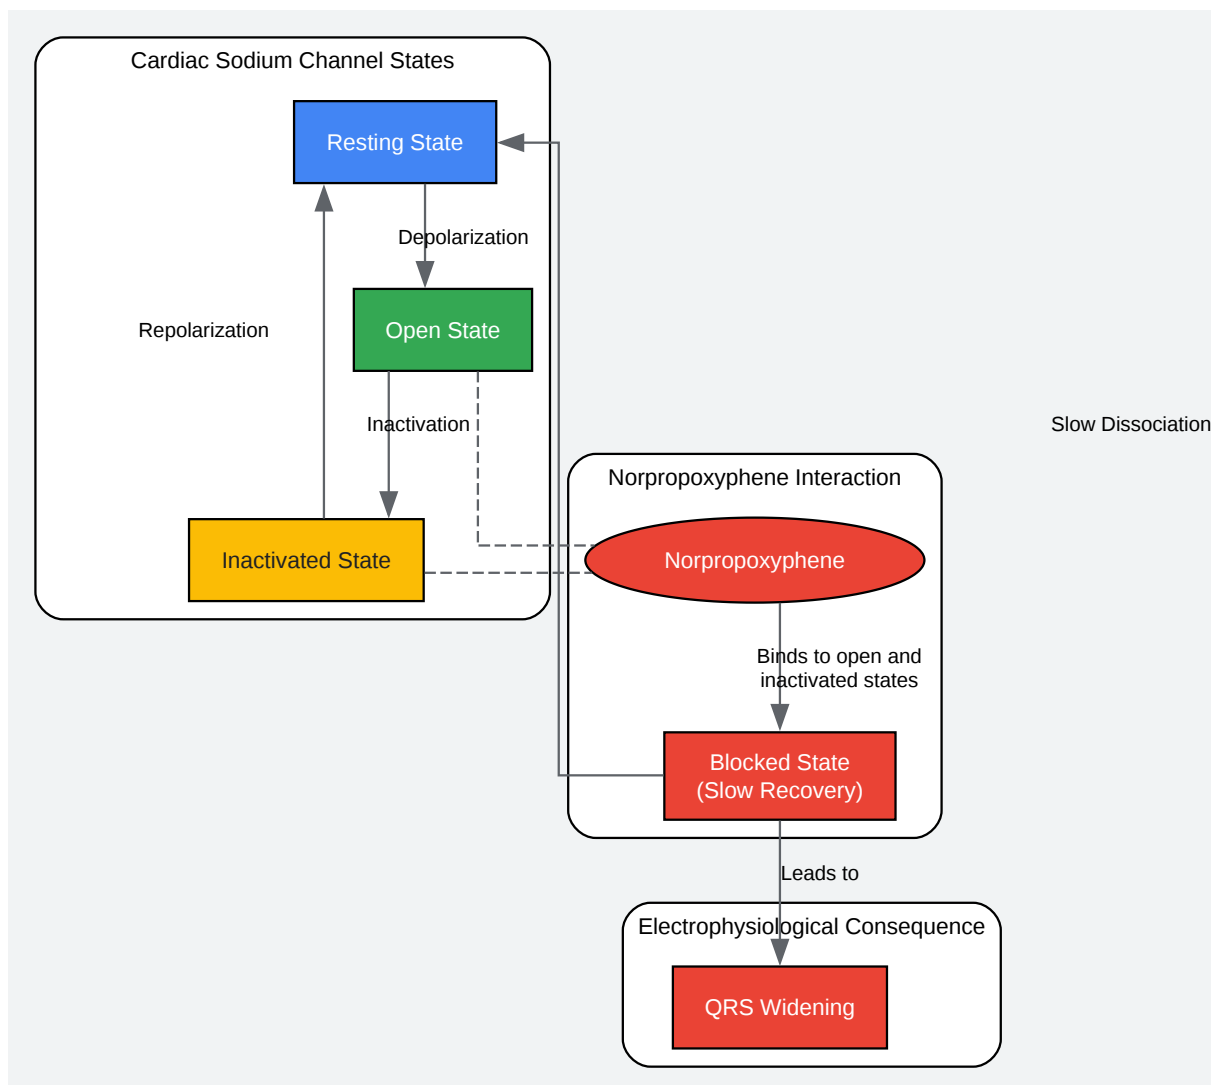 Cardiac Sodium Channel States
Resting State
Depolarization
Repolarization
Open State
Inactivation
Slow Dissociation
Norpropoxyphene Interaction
Inactivated State
Norpropoxyphene
Binds to open and
inactivated states
Blocked State
(Slow Recovery)
Leads to
Electrophysiological Consequence
QRS Widening